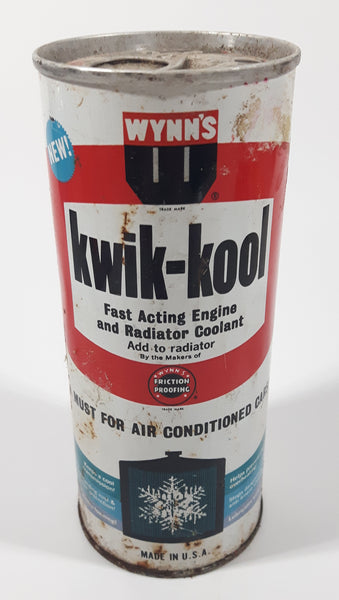 WYNN'S
NEW!
TRADE MARK
®
kwik-kool
Fast Acting Engine
and Radiator Coolant
Add to radiator
By the Makers of
WYNN'S
FRICTION
PROOFING
®
TRADE MARK
MUST FOR AIR CONDITIONED CARS
MADE IN U.S.A.